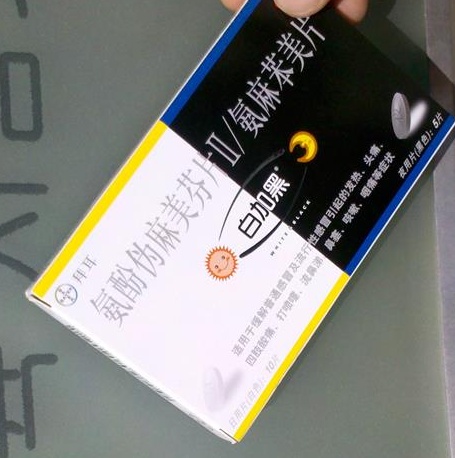 拜耳
氨酚伪麻美芬片II/氨麻苯美片
白加黑®
WHITE & BLACK
适用于缓解普通感冒及流行性感冒引起的发热、头痛、
四肢酸痛、打喷嚏、流鼻涕、鼻塞、咳嗽、咽痛等症状
日用片(白色): 10片
夜用片(黑色): 5片